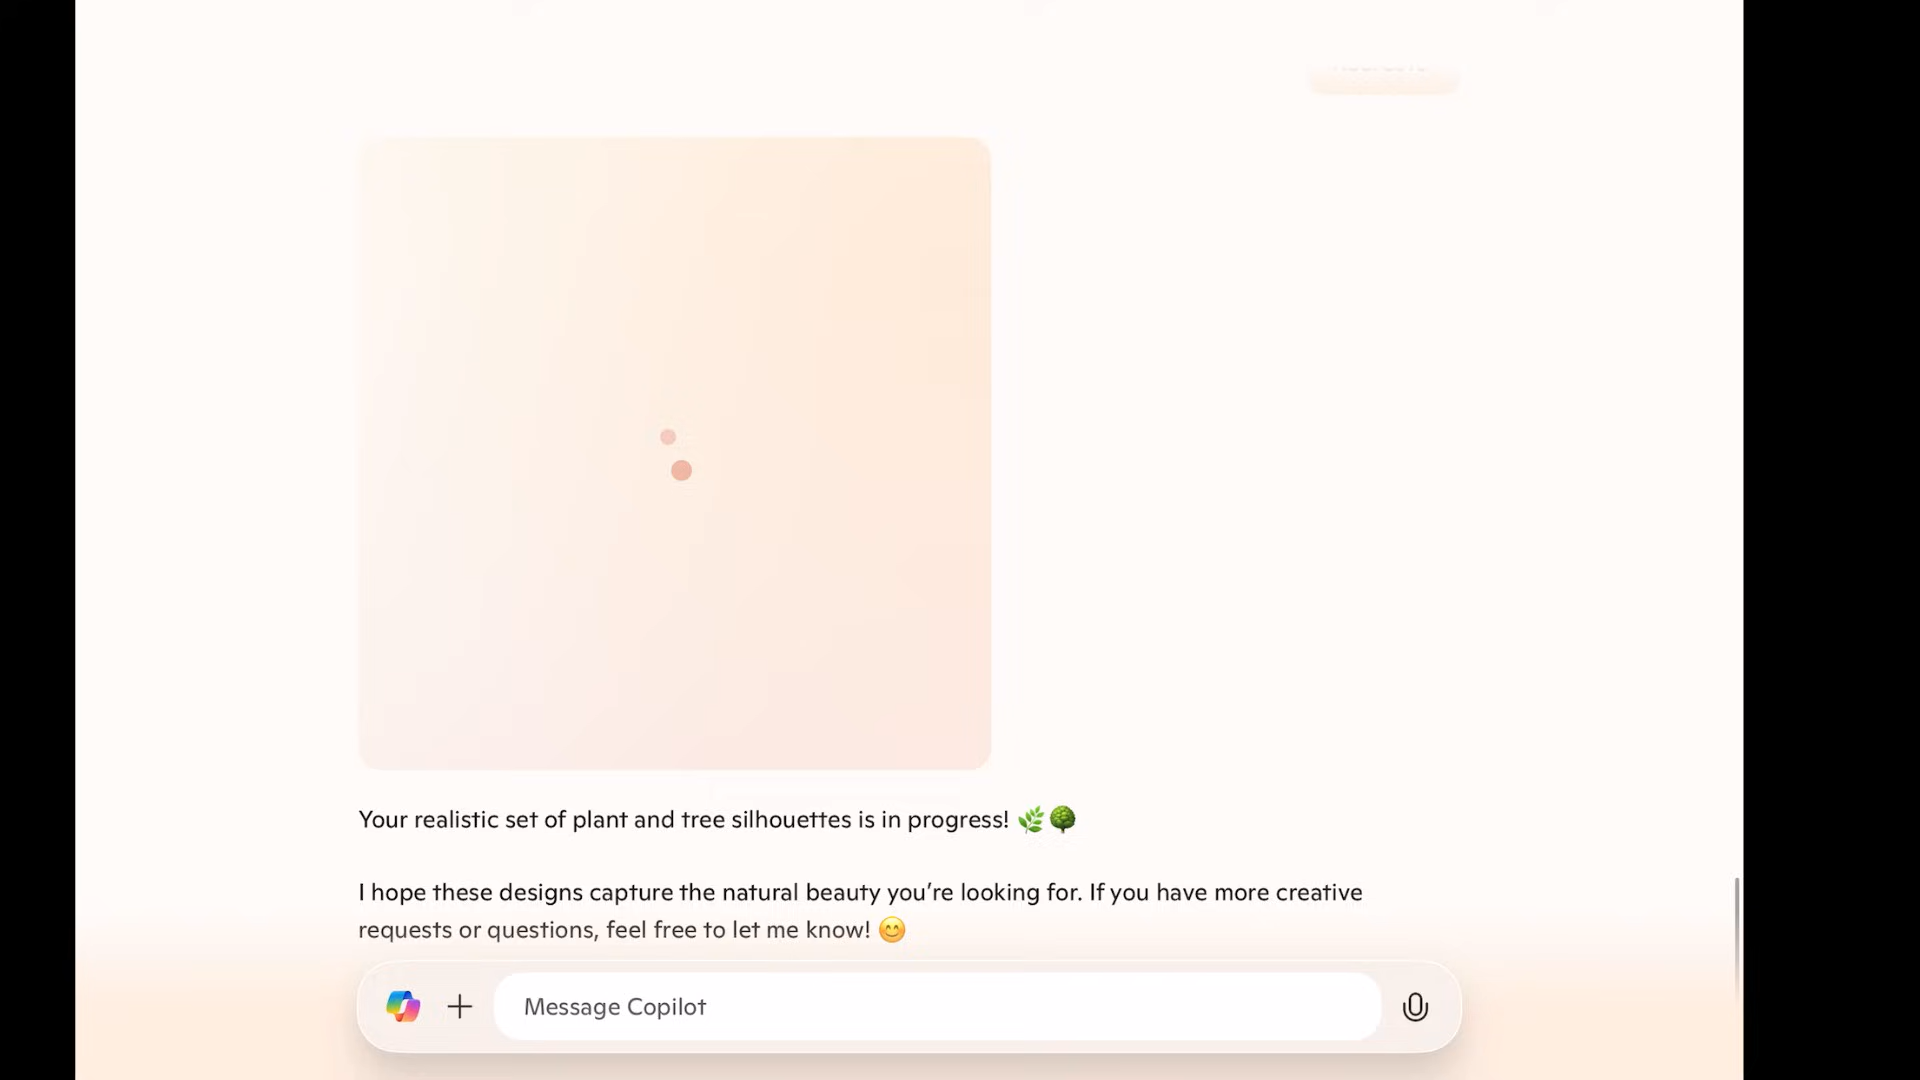 Your realistic set of plant and tree silhouettes is in progress! 🌿🌳
I hope these designs capture the natural beauty you’re looking for. If you have more creative
requests or questions, feel free to let me know! 😊
Message Copilot